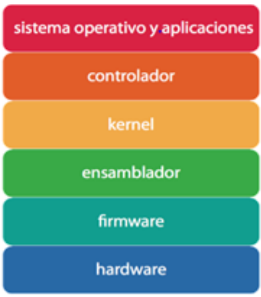 sistema operativo y aplicaciones
controlador
kernel
ensamblador
firmware
hardware